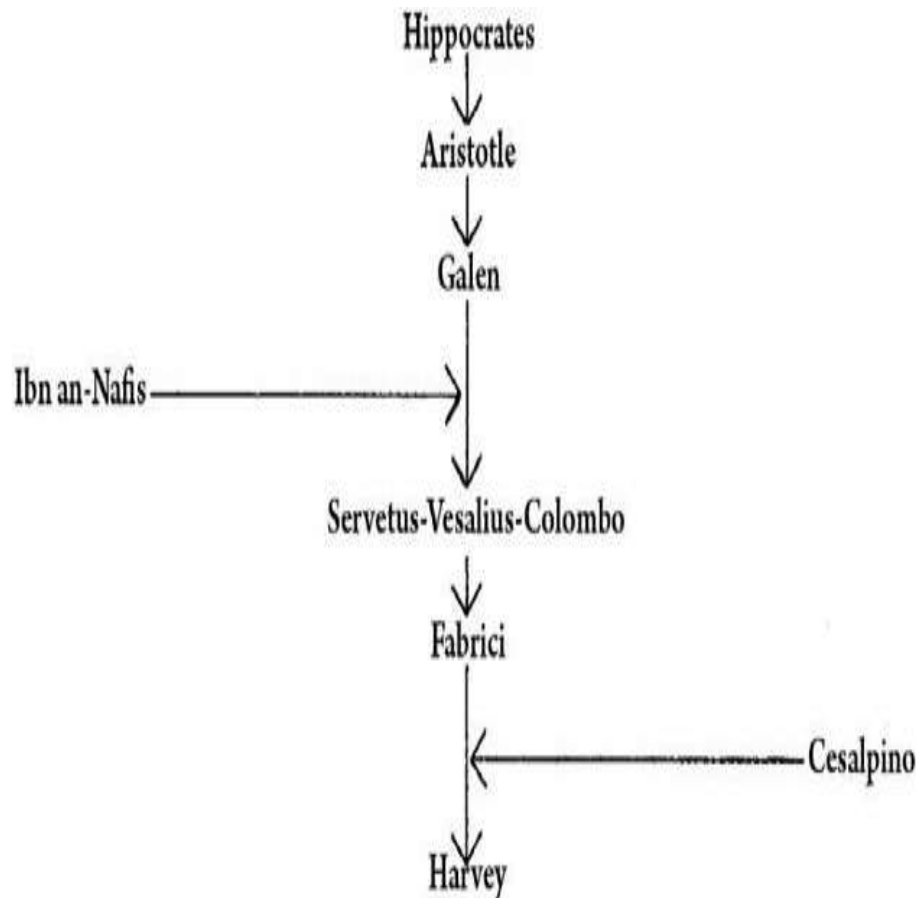 Hippocrates
Aristotle
Galen
Ibn an-Nafis
Servetus-Vesalius-Colombo
Fabrici
Cesalpino
Harvey